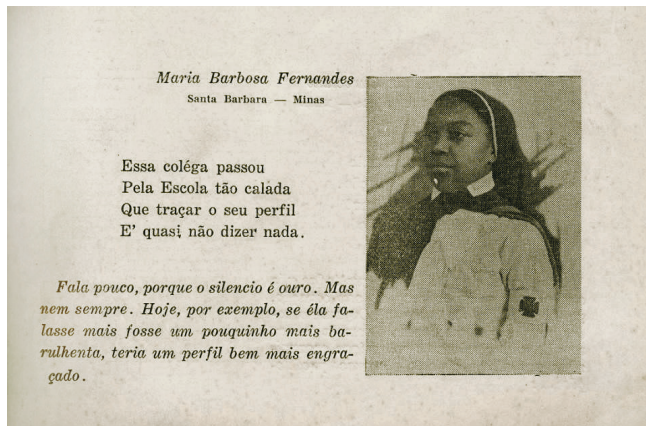 Maria Barbosa Fernandes
Santa Barbara — Minas
Essa coléga passou
Pela Escola tão calada
Que traçar o seu perfil
E' quasi não dizer nada.
Fala pouco, porque o silencio é ouro. Mas
nem sempre. Hoje, por exemplo, se éla fa-
lasse mais fosse um pouquinho mais ba-
rulhenta, teria um perfil bem mais engra-
çado.